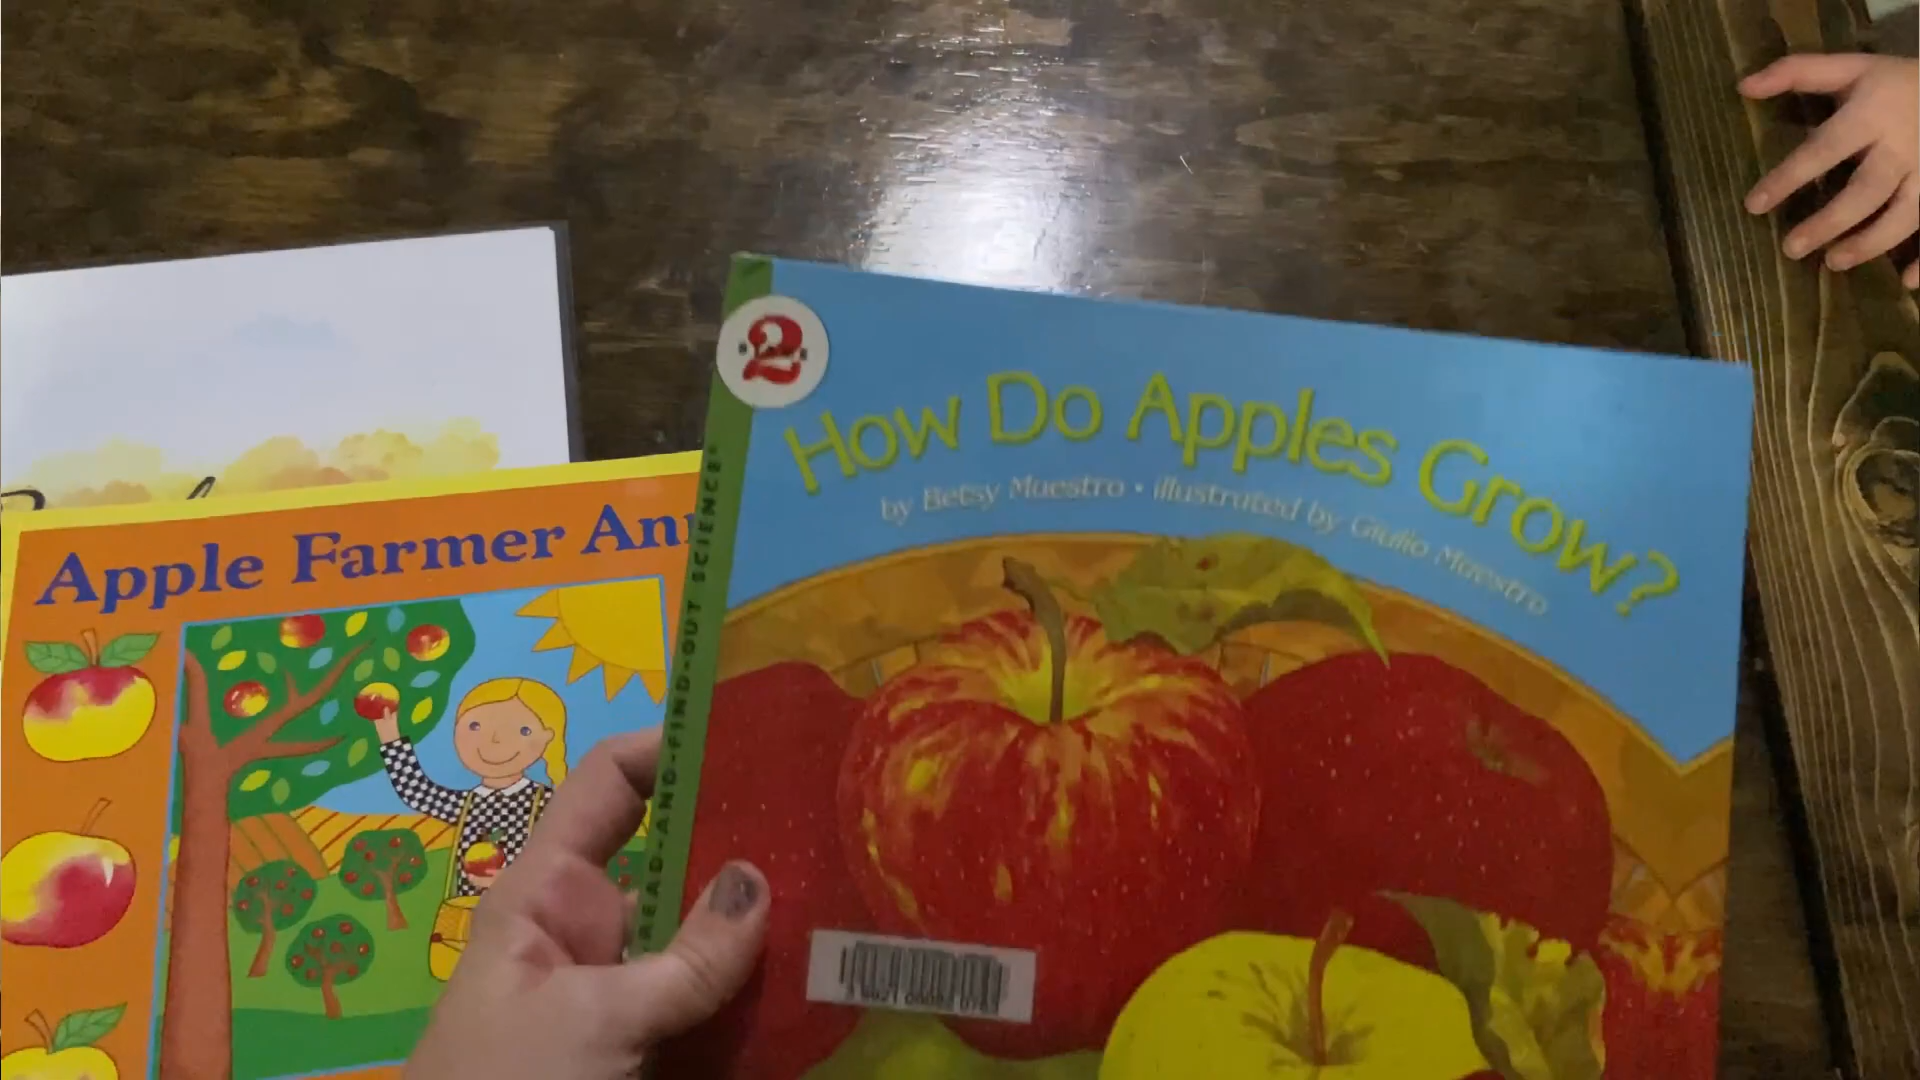 2
How Do Apples Grow?
by Betsy Maestro • illustrated by Giulio Maestro
READ-AND-FIND-OUT SCIENCE
Apple Farmer Ann